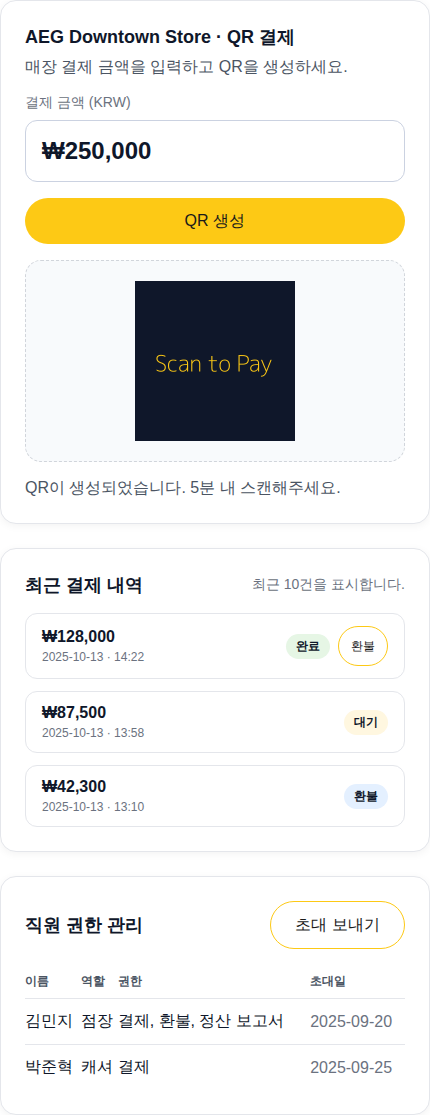 AEG Downtown Store · QR 결제
매장 결제 금액을 입력하고 QR을 생성하세요.
결제 금액 (KRW)
₩250,000
QR 생성
Scan to Pay
QR이 생성되었습니다. 5분 내 스캔해주세요.
최근 결제 내역 최근 10건을 표시합니다.
₩128,000
2025-10-13 · 14:22
완료 환불
₩87,500
2025-10-13 · 13:58
대기
₩42,300
2025-10-13 · 13:10
환불
직원 권한 관리 초대 보내기
이름 역할 권한 초대일
김민지 점장 결제, 환불, 정산 보고서 2025-09-20
박준혁 캐셔 결제 2025-09-25